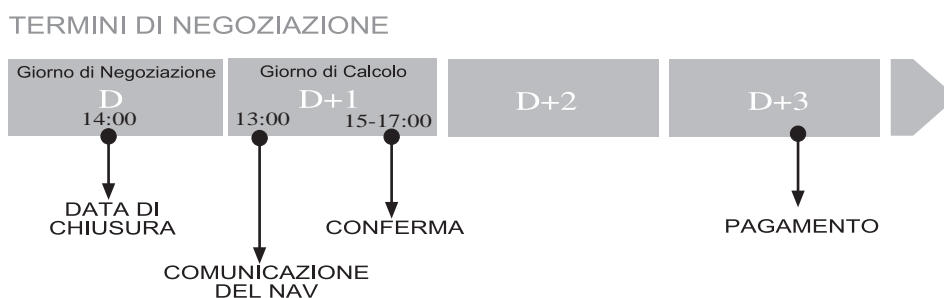 TERMINI DI NEGOZIAZIONE
Giorno di Negoziazione
D
14:00
Giorno di Calcolo
D+1
13:00
15-17:00
D+2
D+3
DATA DI
CHIUSURA
COMUNICAZIONE
DEL NAV
CONFERMA
PAGAMENTO